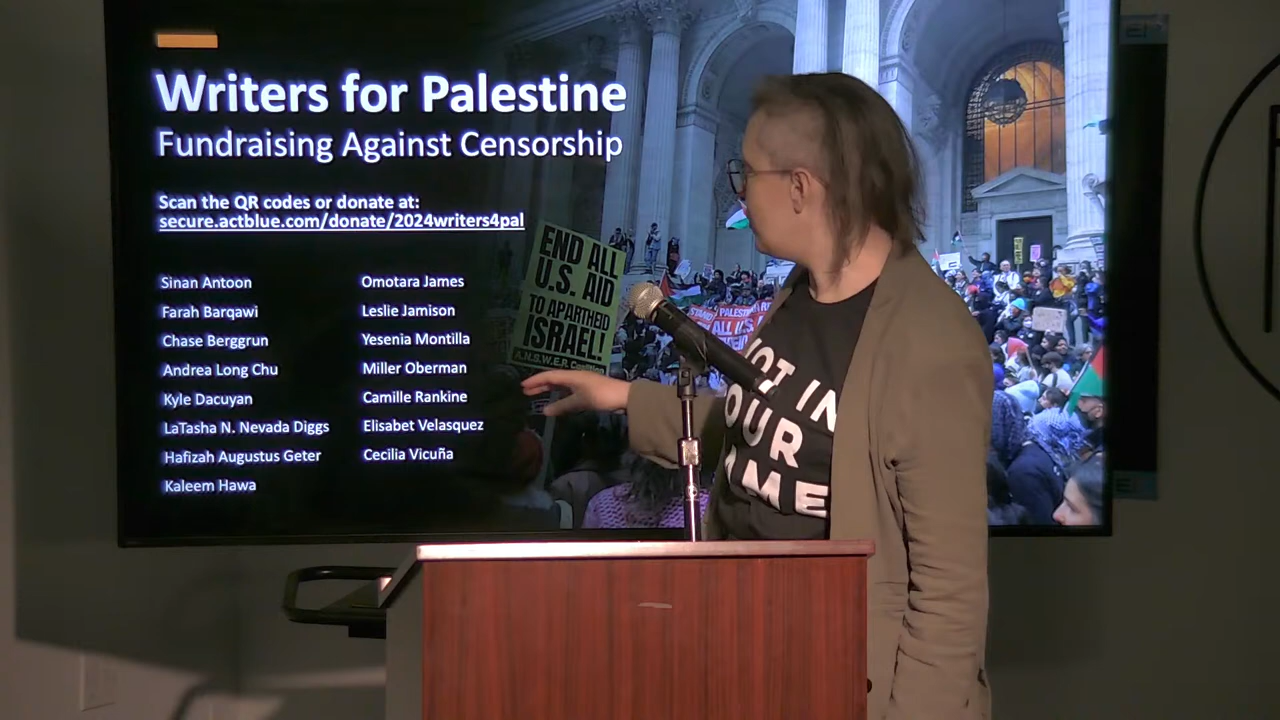 Writers for Palestine
Fundraising Against Censorship
Scan the QR codes or donate at:
secure.actblue.com/donate/2024writers4pal
Sinan Antoon
Farah Barqawi
Chase Berggrun
Andrea Long Chu
Kyle Dacuyan
LaTasha N. Nevada Diggs
Hafizah Augustus Geter
Kaleem Hawa
Omotara James
Leslie Jamison
Yesenia Montilla
Miller Oberman
Camille Rankine
Elisabet Velasquez
Cecilia Vicuña
END ALL
U.S. AID
TO APARTHEID
ISRAEL!
A.N.S.W.E.R. Coalition
OT IN
OUR
AME